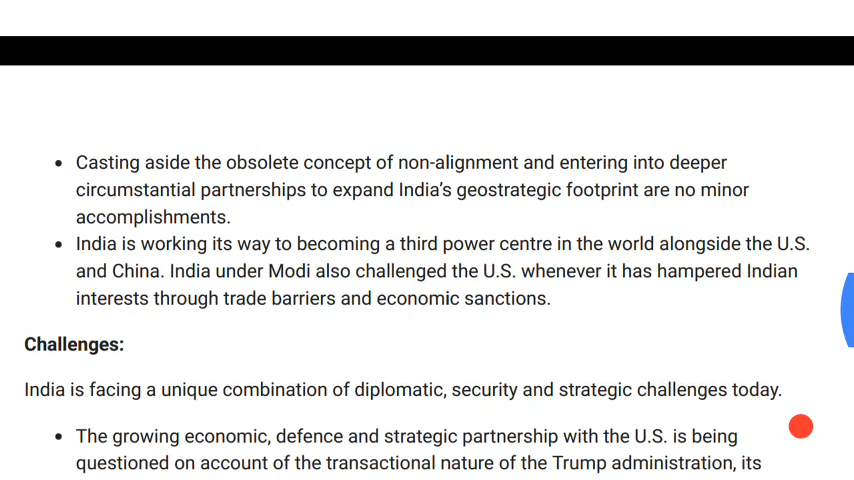 Casting aside the obsolete concept of non-alignment and entering into deeper
circumstantial partnerships to expand India’s geostrategic footprint are no minor
accomplishments.
India is working its way to becoming a third power centre in the world alongside the U.S.
and China. India under Modi also challenged the U.S. whenever it has hampered Indian
interests through trade barriers and economic sanctions.
Challenges:
India is facing a unique combination of diplomatic, security and strategic challenges today.
The growing economic, defence and strategic partnership with the U.S. is being
questioned on account of the transactional nature of the Trump administration, its